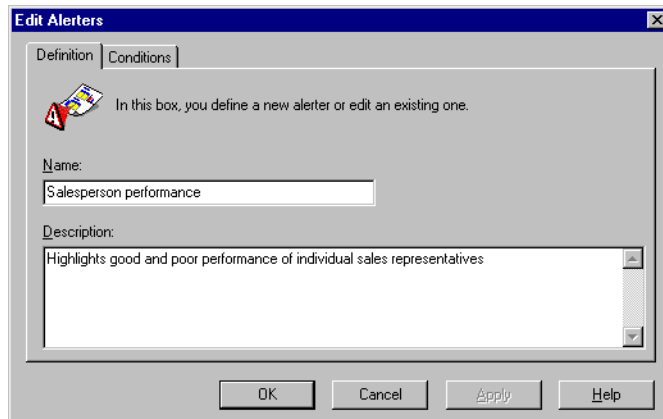 Edit Alerters
Definition Conditions
In this box, you define a new alerter or edit an existing one.
Name:
Salesperson performance
Description:
Highlights good and poor performance of individual sales representatives
OK Cancel Apply Help